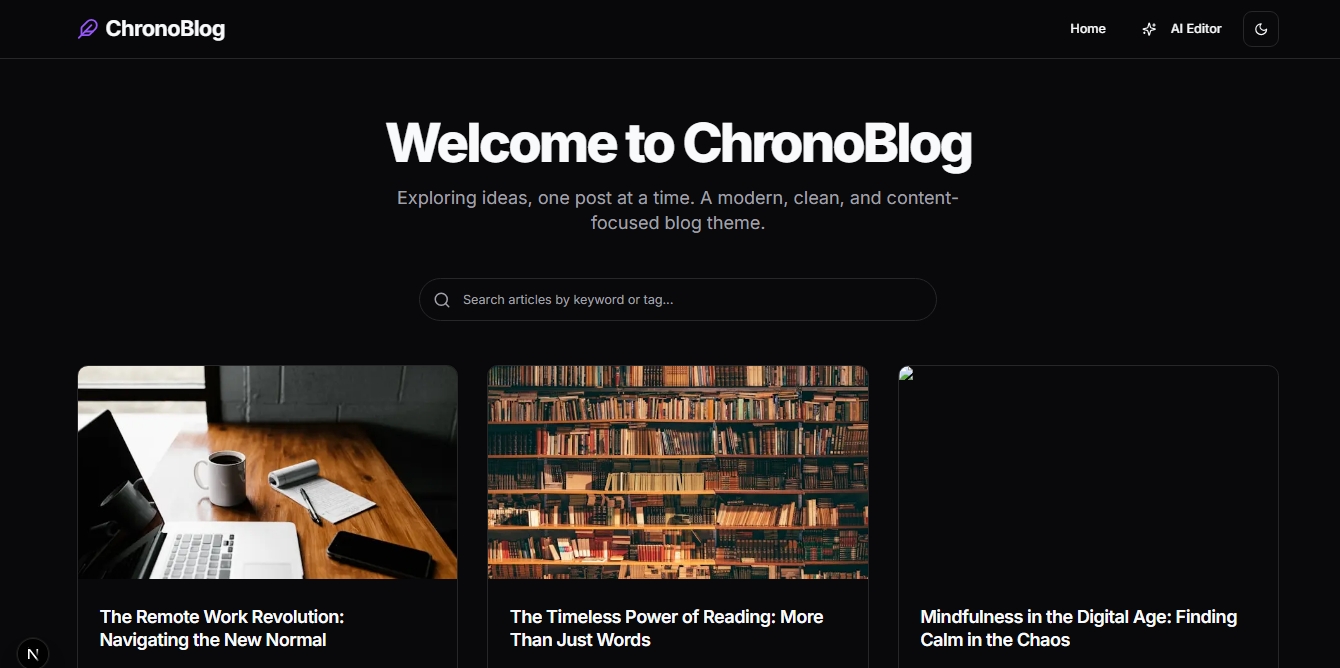 ChronoBlog
Home
AI Editor
Welcome to ChronoBlog
Exploring ideas, one post at a time. A modern, clean, and content-
focused blog theme.
Search articles by keyword or tag...
The Remote Work Revolution:
Navigating the New Normal
The Timeless Power of Reading: More
Than Just Words
Mindfulness in the Digital Age: Finding
Calm in the Chaos
N